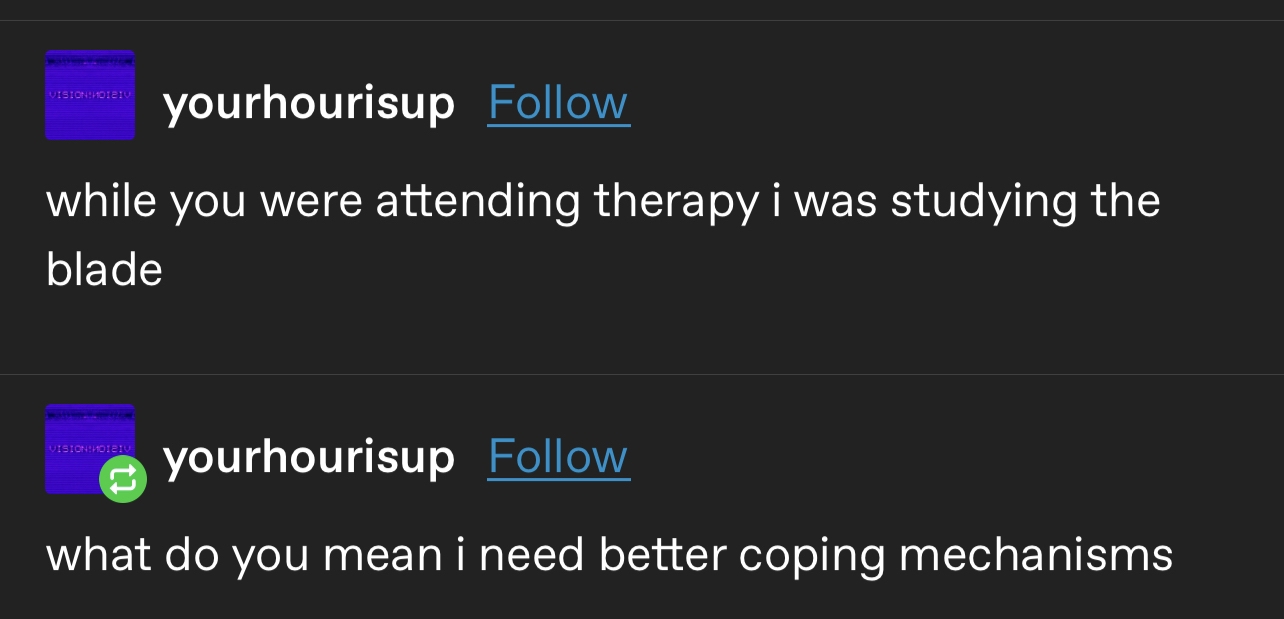 yourhourisup Follow
while you were attending therapy i was studying the
blade
yourhourisup Follow
what do you mean i need better coping mechanisms